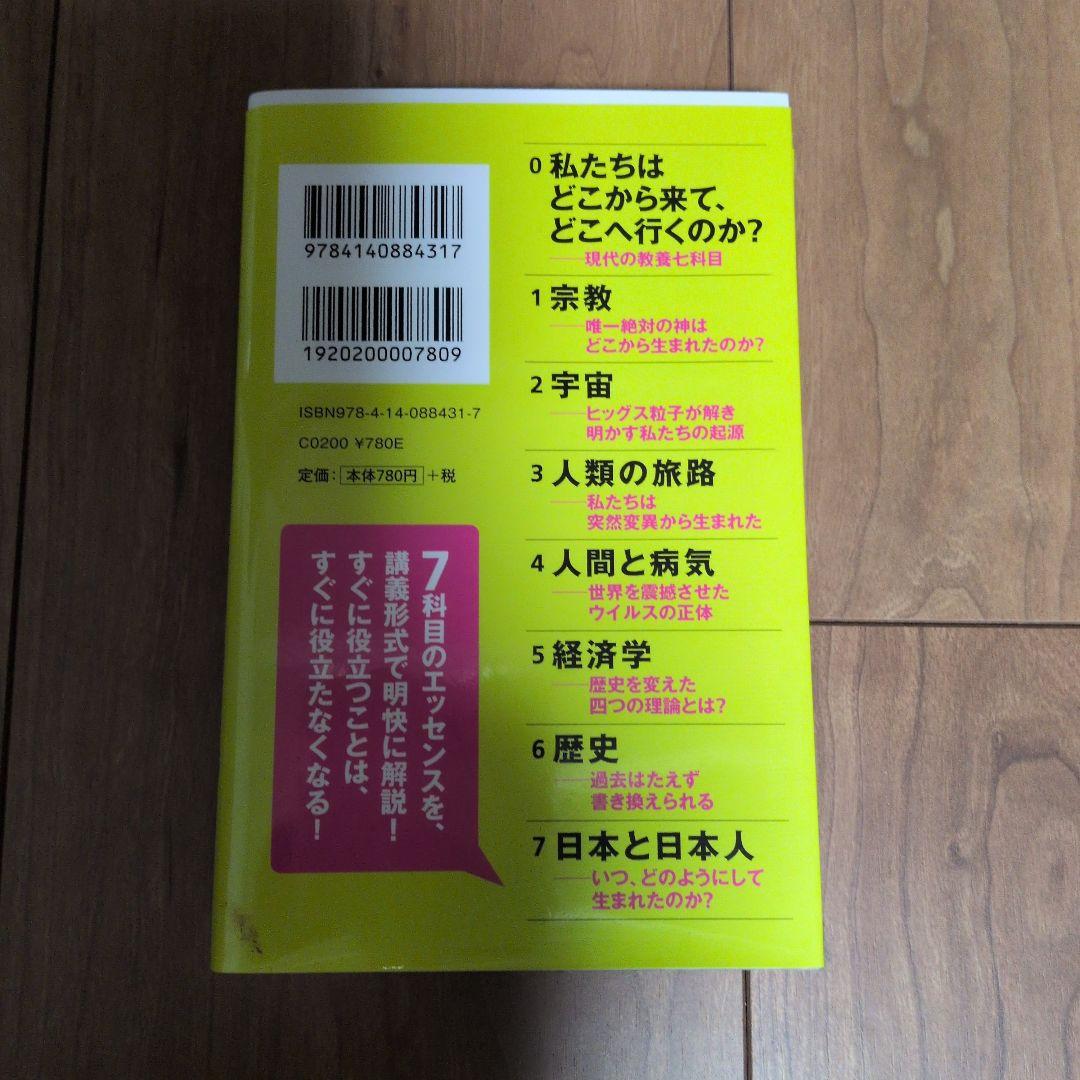 9784140884317
1920200007809
ISBN978-4-14-088431-7
C0200 ¥780E
定価：本体780円+税
7科目のエッセンスを、
講義形式で明快に解説！
すぐに役立つことは、
すぐに役立たなくなる！
0 私たちは
どこから来て、
どこへ行くのか？
──現代の教養七科目
1 宗教
──唯一絶対の神は
どこから生まれたのか？
2 宇宙
──ヒッグス粒子が解き
明かす私たちの起源
3 人類の旅路
──私たちは
突然変異から生まれた
4 人間と病気
──世界を震撼させた
ウイルスの正体
5 経済学
──歴史を変えた
四つの理論とは？
6 歴史
──過去はたえず
書き換えられる
7 日本と日本人
──いつ、どのようにして
生まれたのか？